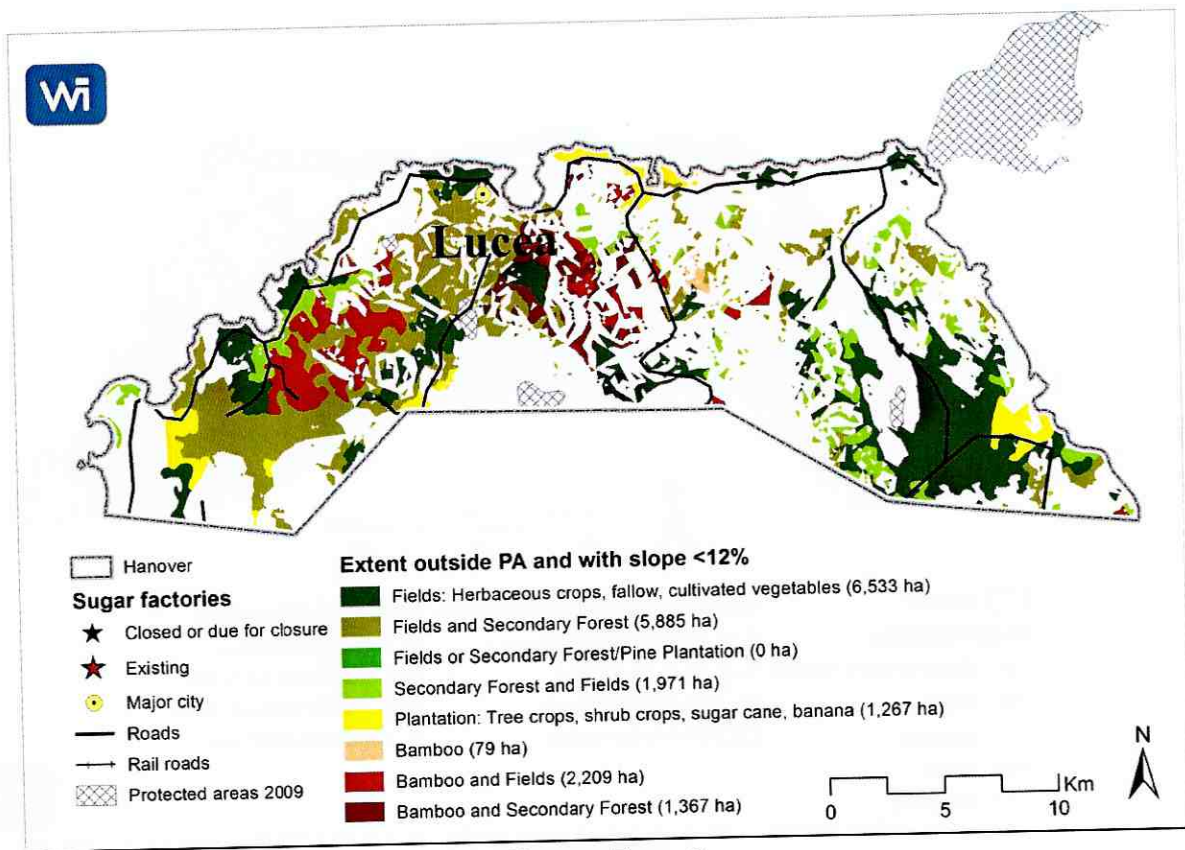 Wi
Lucea
Hanover
Sugar factories
Closed or due for closure
Existing
Major city
Roads
Rail roads
Protected areas 2009
Extent outside PA and with slope <12%
Fields: Herbaceous crops, fallow, cultivated vegetables (6,533 ha)
Fields and Secondary Forest (5,885 ha)
Fields or Secondary Forest/Pine Plantation (0 ha)
Secondary Forest and Fields (1,971 ha)
Plantation: Tree crops, shrub crops, sugar cane, banana (1,267 ha)
Bamboo (79 ha)
Bamboo and Fields (2,209 ha)
Bamboo and Secondary Forest (1,367 ha)
N
Km
0 5 10